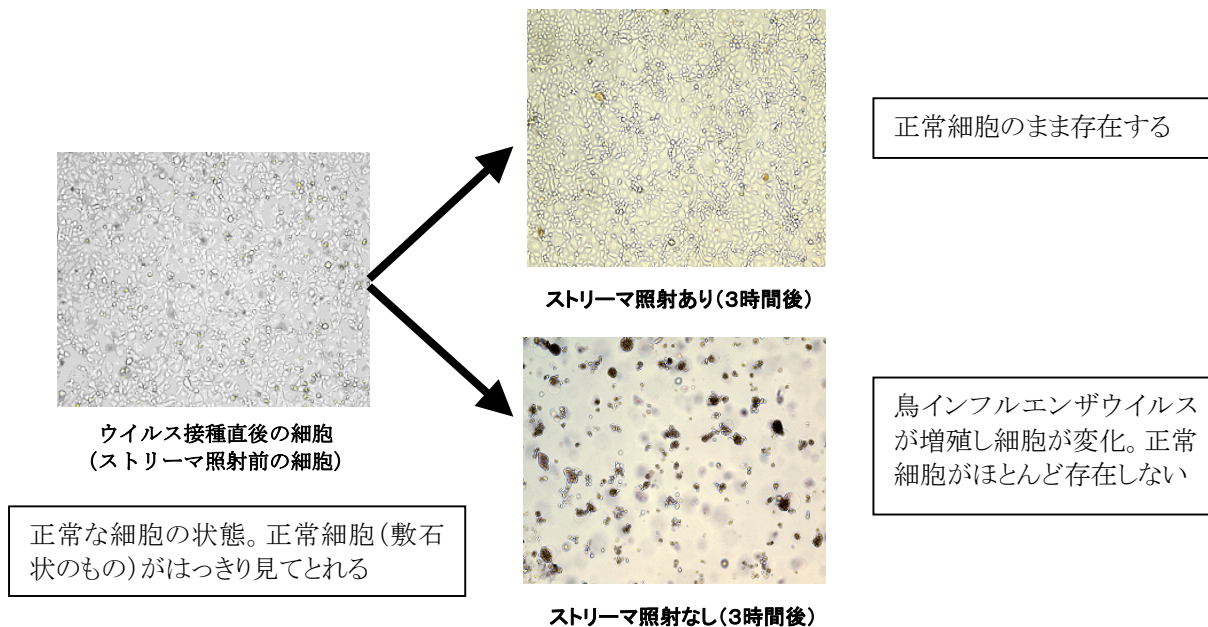 正常細胞のまま存在する
ストリーマ照射あり(3時間後)
ウイルス接種直後の細胞
(ストリーマ照射前の細胞)
鳥インフルエンザウイルス
が増殖し細胞が変化。正常
細胞がほとんど存在しない
正常な細胞の状態。正常細胞(敷石
状のもの)がはっきり見てとれる
ストリーマ照射なし(3時間後)